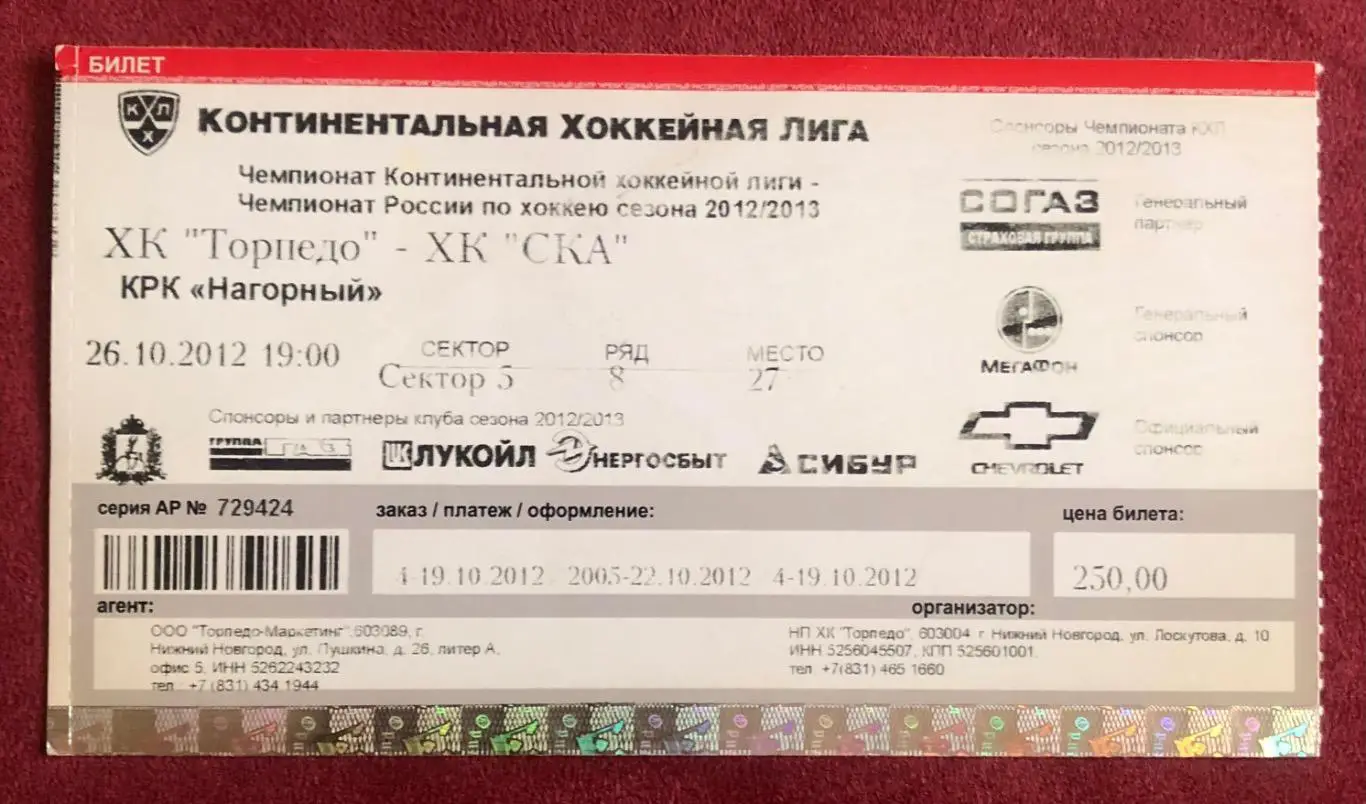 БИЛЕТ
КХЛ
КОНТИНЕНТАЛЬНАЯ ХОККЕЙНАЯ ЛИГА
Спонсоры Чемпионата КХЛ
сезона 2012/2013
Чемпионат Континентальной хоккейной лиги -
Чемпионат России по хоккею сезона 2012/2013
СОГАЗ
СТРАХОВАЯ ГРУППА
Генеральный
партнер
ХК "Торпедо" - ХК "СКА"
КРК «Нагорный»
МЕГАФОН
Генеральный
спонсор
26.10.2012 19:00
СЕКТОР РЯД МЕСТО
Сектор 5 8 27
CHEVROLET
Официальный
спонсор
Спонсоры и партнеры клуба сезона 2012/2013
ГРУППА ГАЗ ЛУКОЙЛ ЭНЕРГОСБЫТ СИБУР
серия АР № 729424 заказ / платеж / оформление: цена билета:
4-19.10.2012 2005-22.10.2012 4-19.10.2012 250,00
агент: организатор:
ООО "Торпедо-Маркетинг",603089, г.
Нижний Новгород, ул. Пушкина, д. 26, литер А,
офис 5, ИНН 5262243232
тел. +7 (831) 434 1944
НП ХК "Торпедо", 603004 г Нижний Новгород, ул. Лоскутова, д. 10
ИНН 5256045507, КПП 525601001
тел +7(831) 465 1660